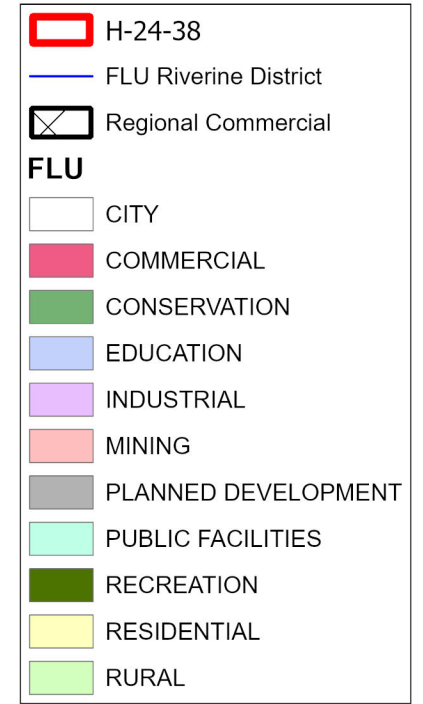 H-24-38
FLU Riverine District
Regional Commercial
FLU
CITY
COMMERCIAL
CONSERVATION
EDUCATION
INDUSTRIAL
MINING
PLANNED DEVELOPMENT
PUBLIC FACILITIES
RECREATION
RESIDENTIAL
RURAL